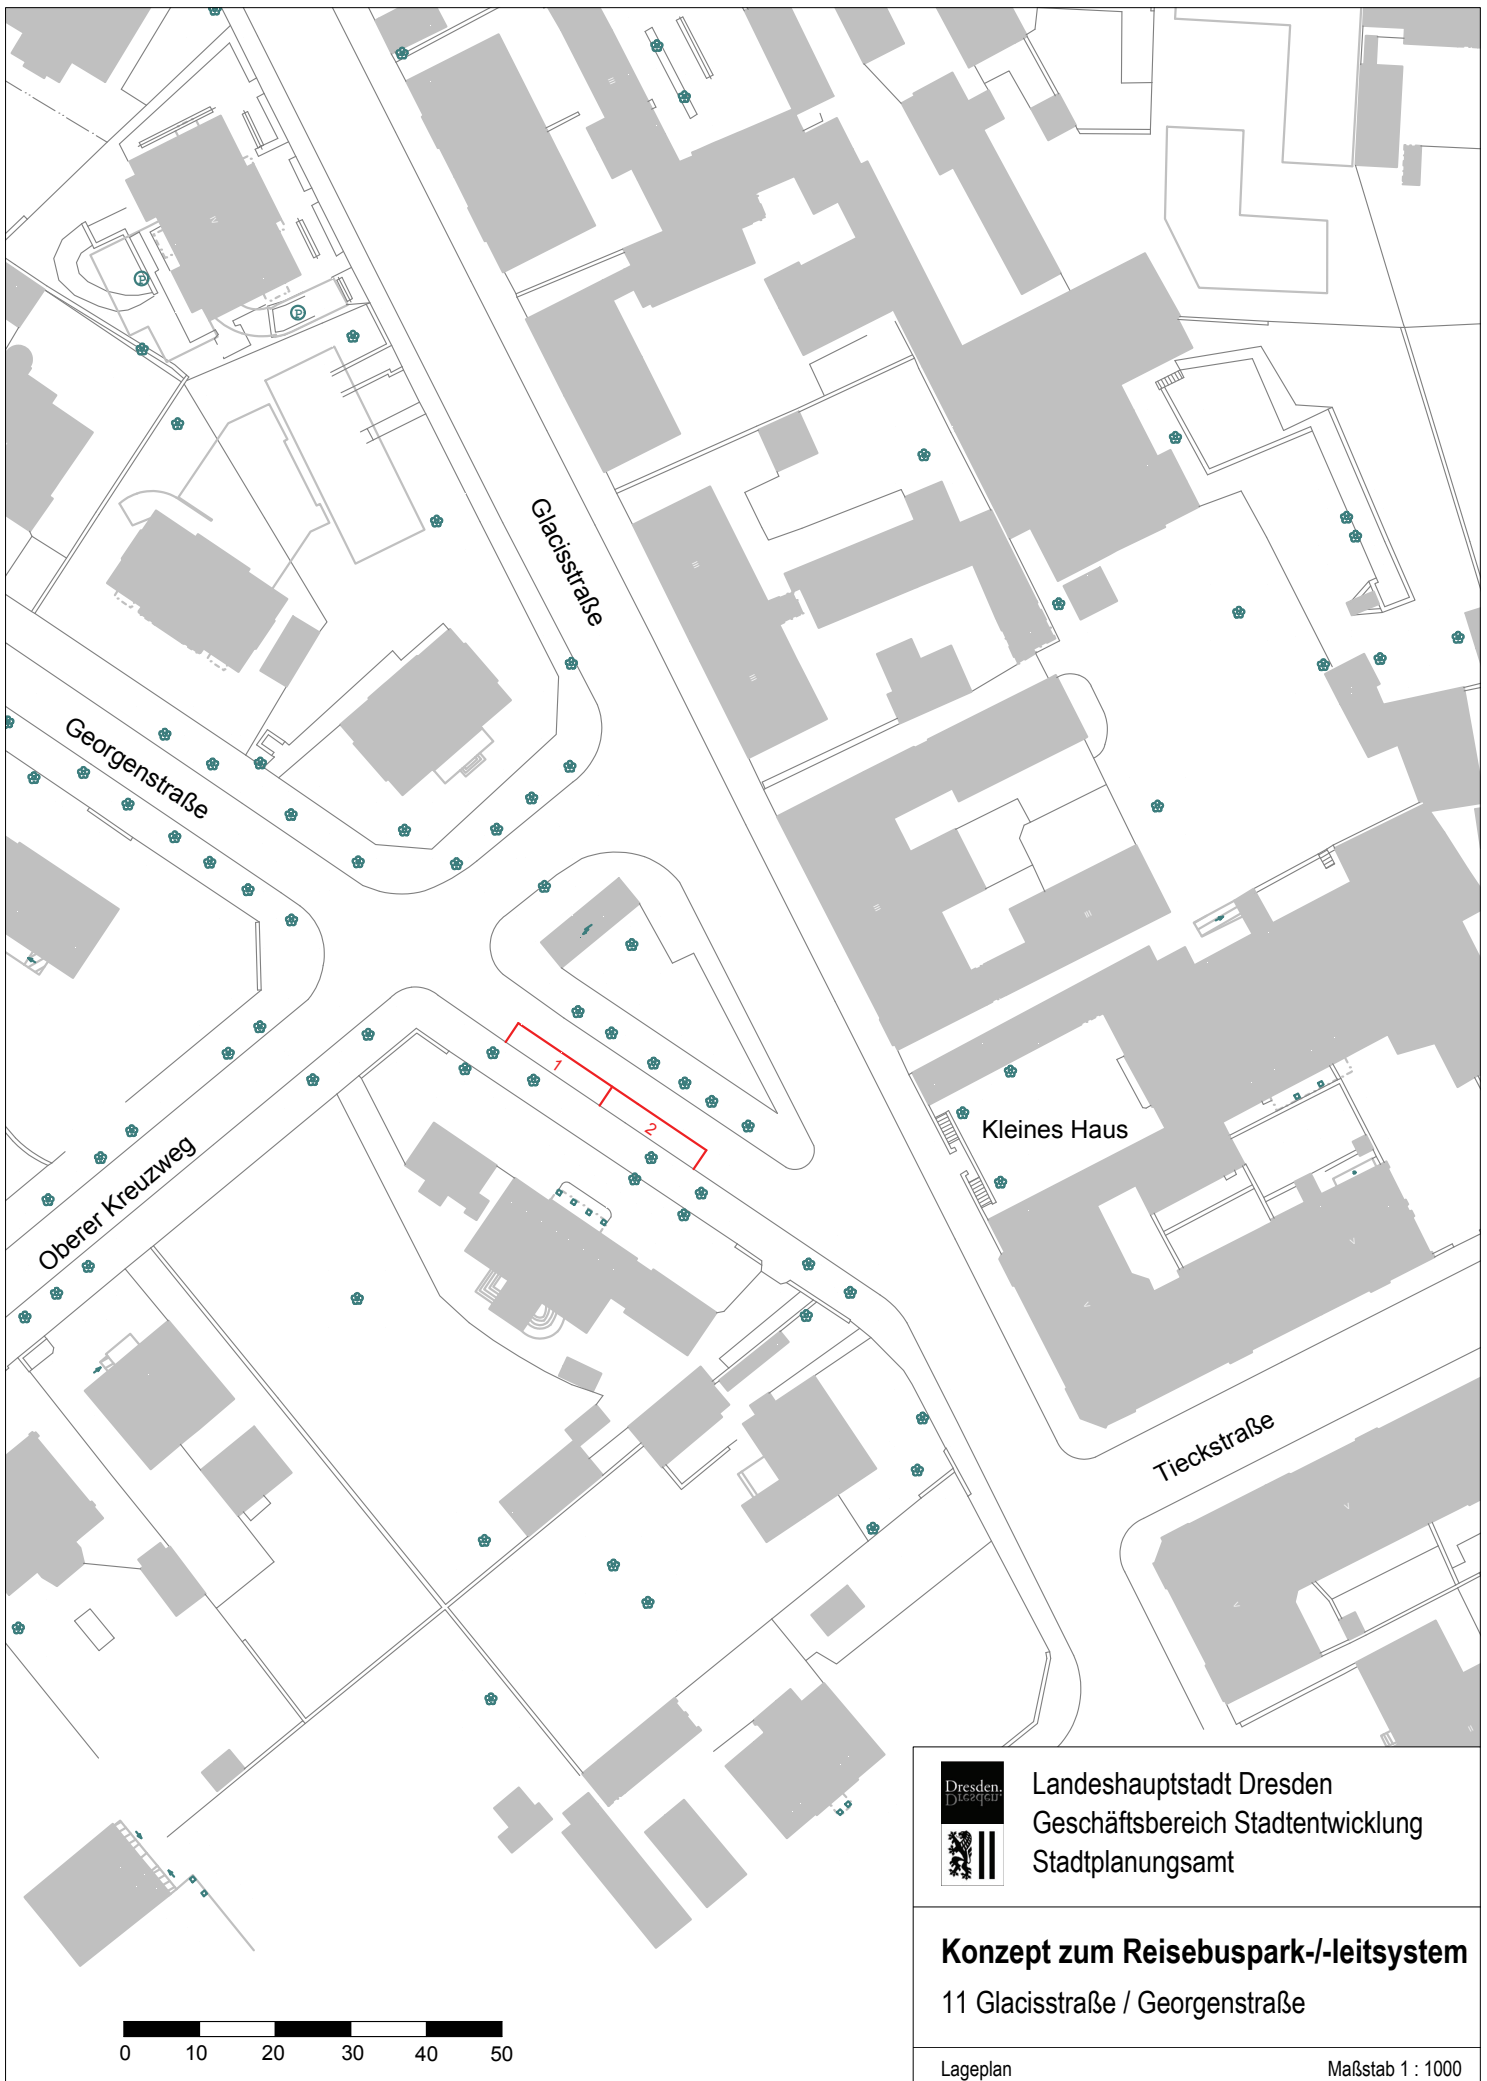 Glacisstraße
Georgenstraße
1
2
Kleines Haus
Oberer Kreuzweg
Tieckstraße
Dresden.
Dresden.
Landeshauptstadt Dresden
Geschäftsbereich Stadtentwicklung
Stadtplanungsamt
Konzept zum Reisebuspark-/-leitsystem
11 Glacisstraße / Georgenstraße
0 10 20 30 40 50
Lageplan Maßstab 1 : 1000